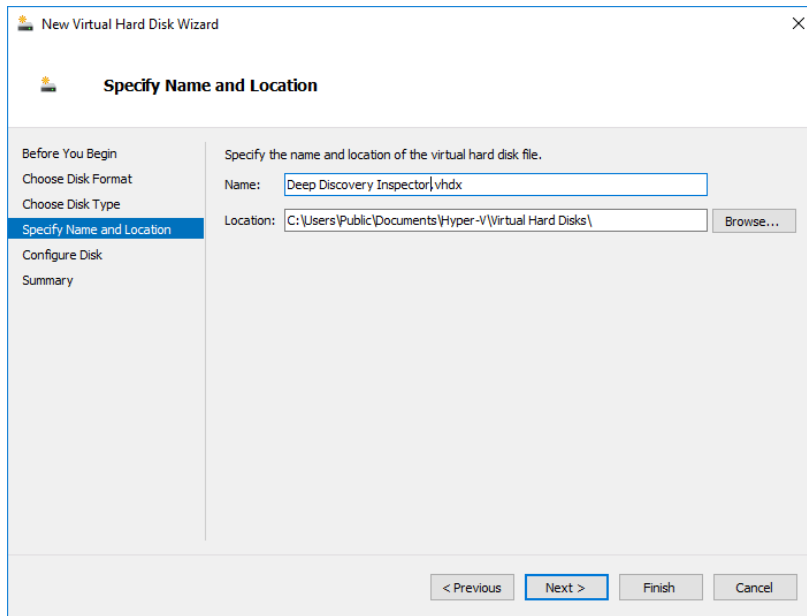 New Virtual Hard Disk Wizard
Specify Name and Location
Before You Begin
Choose Disk Format
Choose Disk Type
Specify Name and Location
Configure Disk
Summary
Specify the name and location of the virtual hard disk file.
Name: Deep Discovery Inspector.vhdx
Location: C:\Users\Public\Documents\Hyper-V\Virtual Hard Disks\ Browse...
< Previous Next > Finish Cancel